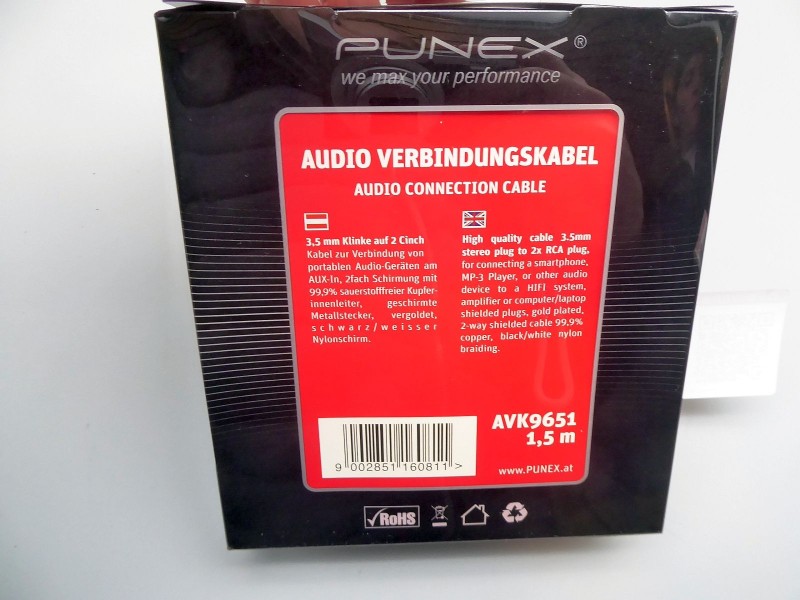 PUNEX®
we max your performance
AUDIO VERBINDUNGSKABEL
AUDIO CONNECTION CABLE
3,5 mm Klinke auf 2 Cinch
Kabel zur Verbindung von
portablen Audio-Geräten am
AUX-In, 2fach Schirmung mit
99,9% sauerstofffreier Kupfer-
innenleiter, geschirmte
Metallstecker, vergoldet,
schwarz/weisser
Nylonschirm.
High quality cable 3.5mm
stereo plug to 2x RCA plug,
for connecting a smartphone,
MP-3 Player, or other audio
device to a HIFI system,
amplifier or computer/laptop
shielded plugs, gold plated,
2-way shielded cable 99,9%
copper, black/white nylon
braiding.
AVK9651
1,5 m
9 002851 160811 >
www.PUNEX.at
RoHS